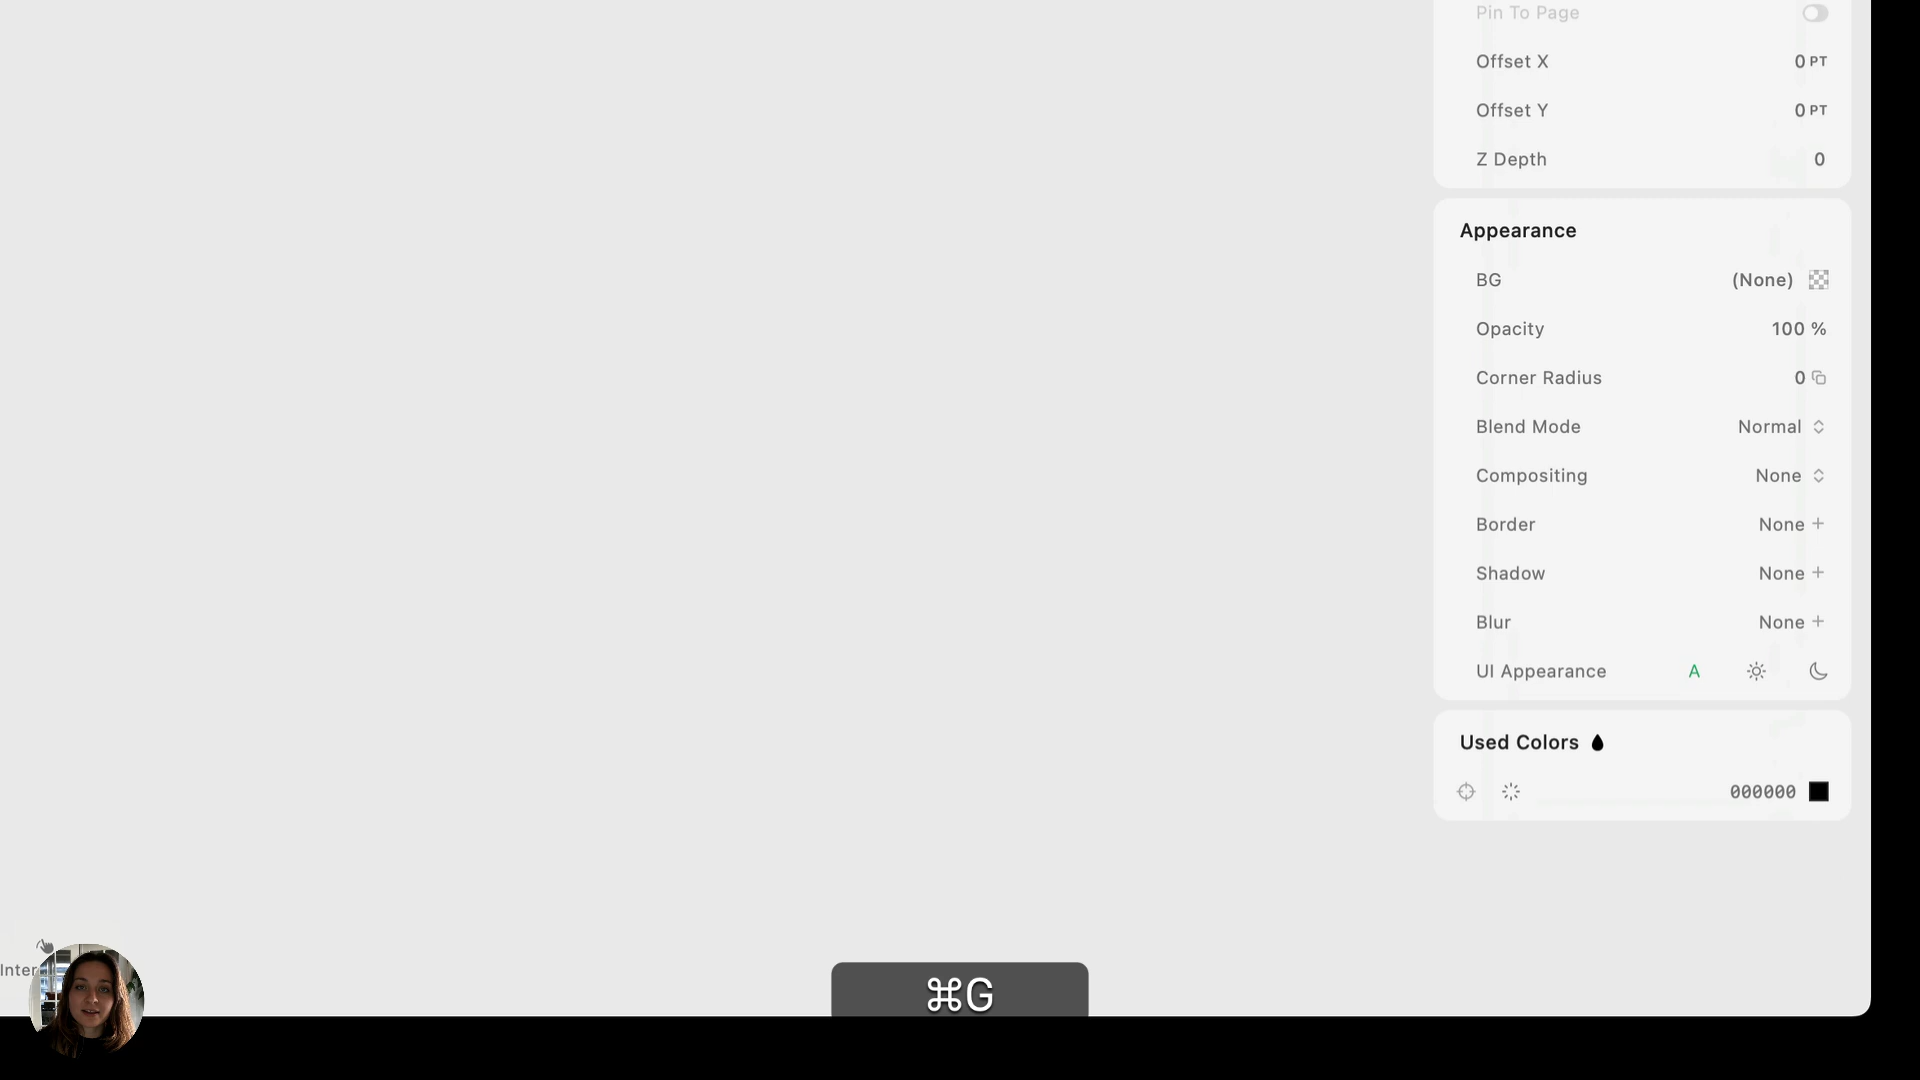 Pin To Page
Offset X 0 PT
Offset Y 0 PT
Z Depth 0
Appearance
BG (None)
Opacity 100 %
Corner Radius 0
Blend Mode Normal
Compositing None
Border None +
Shadow None +
Blur None +
UI Appearance A
Used Colors
000000
Inter
⌘G